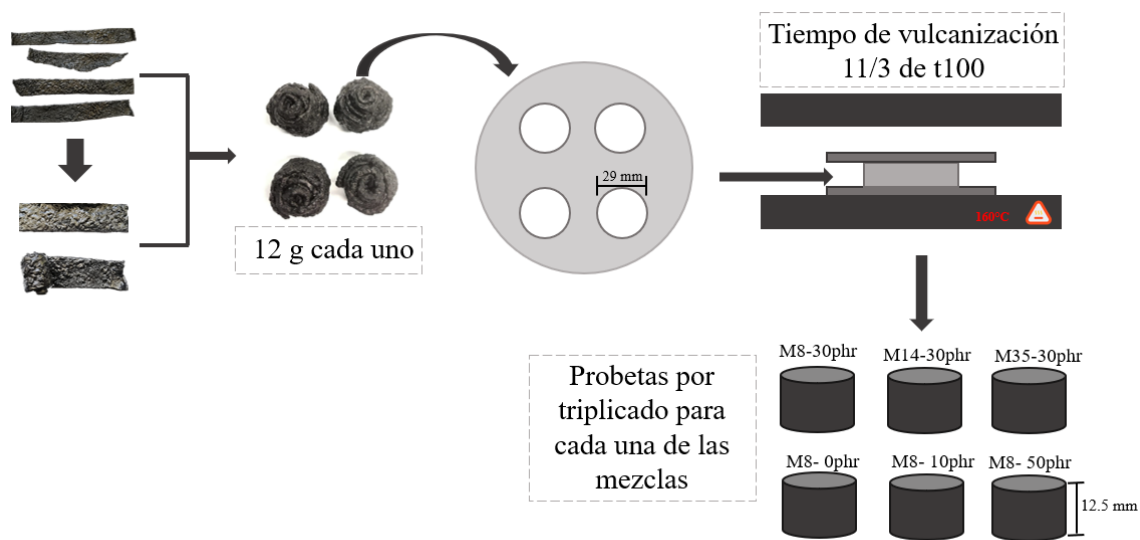 Tiempo de vulcanización
11/3 de t100
29 mm
160°C
12 g cada uno
Probetas por
triplicado para
cada una de las
mezclas
M8-30phr
M14-30phr
M35-30phr
M8- 0phr
M8- 10phr
M8- 50phr
12.5 mm